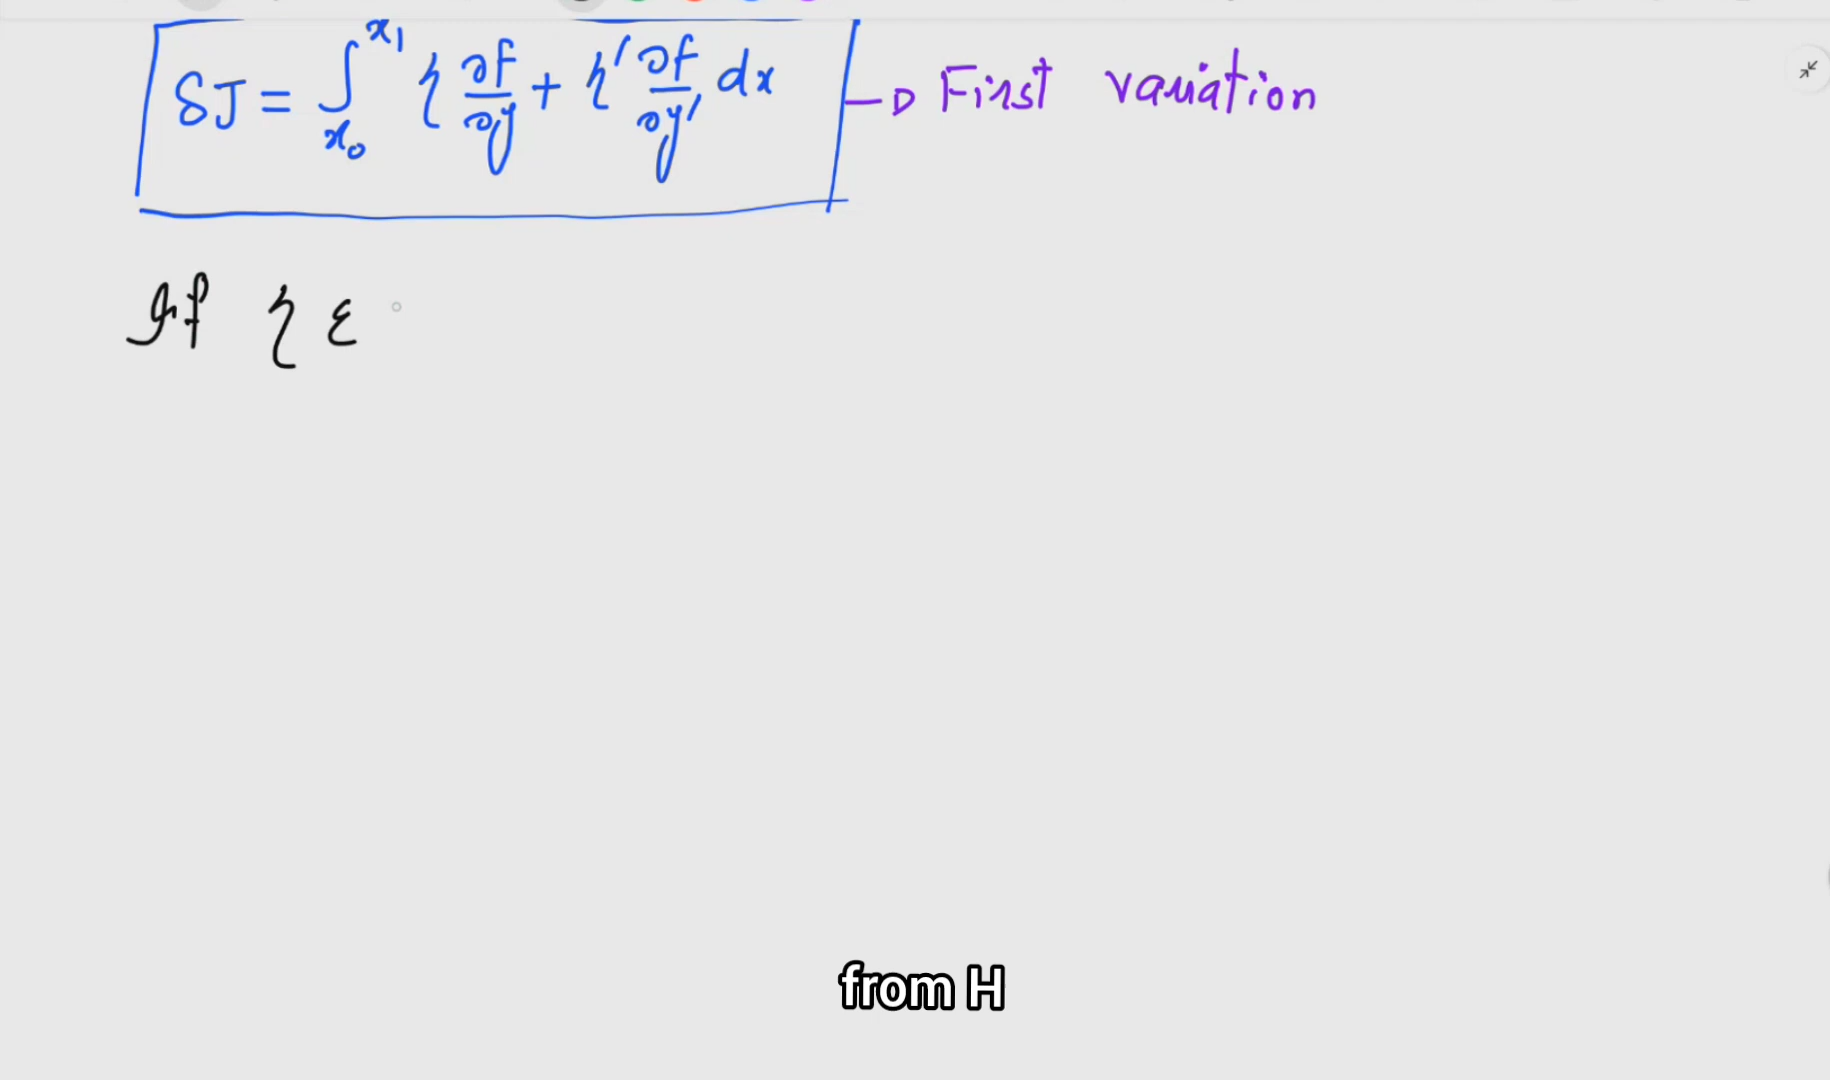 δJ = ∫_{x₀}^{x₁} η ∂f/∂y + η' ∂f/∂y' dx → First variation
If η ε
from H